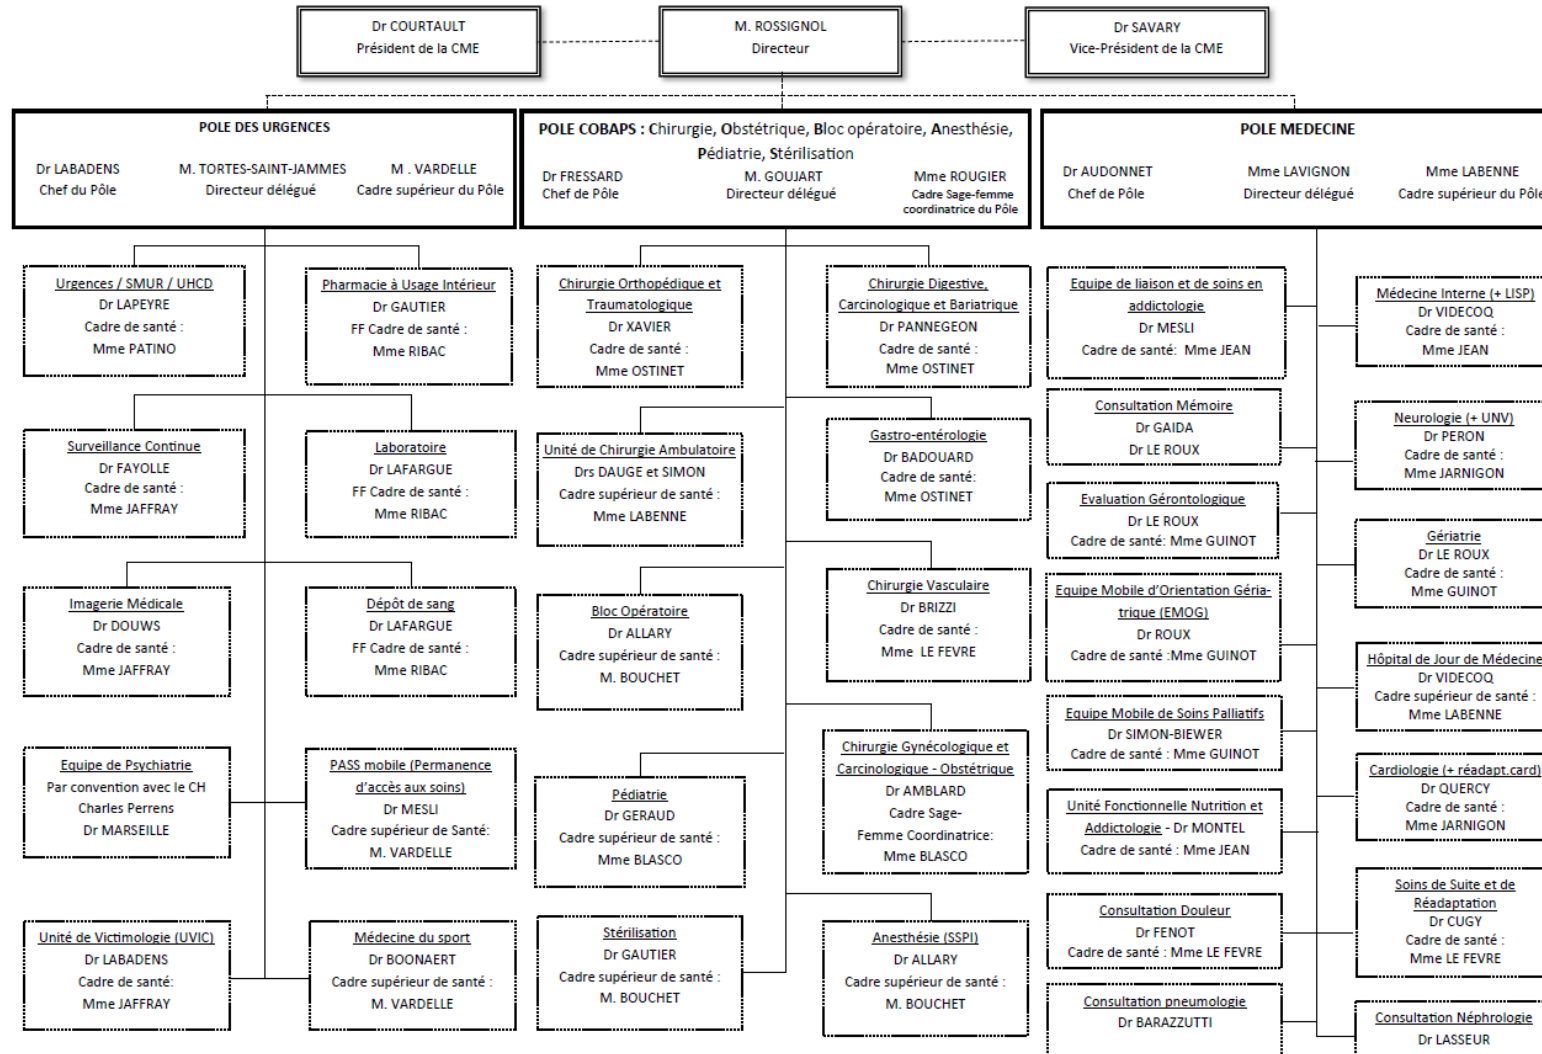 Dr COURTAULT
Président de la CME
M. ROSSIGNOL
Directeur
Dr SAVARY
Vice-Président de la CME
POLE DES URGENCES
Dr LABADENS
Chef du Pôle
M. TORTES-SAINT-JAMMES
Directeur délégué
M . VARDELLE
Cadre supérieur du Pôle
POLE COBAPS : Chirurgie, Obstétrique, Bloc opératoire, Anesthésie,
Pédiatrie, Stérilisation
Dr FRESSARD
Chef de Pôle
M. GOUJART
Directeur délégué
Mme ROUGIER
Cadre Sage-femme
coordinatrice du Pôle
POLE MEDECINE
Dr AUDONNET
Chef de Pôle
Mme LAVIGNON
Directeur délégué
Mme LABENNE
Cadre supérieur du Pôle
Urgences / SMUR / UHCD
Dr LAPEYRE
Cadre de santé :
Mme PATINO
Pharmacie à Usage Intérieur
Dr GAUTIER
FF Cadre de santé :
Mme RIBAC
Surveillance Continue
Dr FAYOLLE
Cadre de santé :
Mme JAFFRAY
Laboratoire
Dr LAFARGUE
FF Cadre de santé :
Mme RIBAC
Imagerie Médicale
Dr DOUWS
Cadre de santé :
Mme JAFFRAY
Dépôt de sang
Dr LAFARGUE
FF Cadre de santé :
Mme RIBAC
Equipe de Psychiatrie
Par convention avec le CH
Charles Perrens
Dr MARSEILLE
PASS mobile (Permanence
d'accès aux soins)
Dr MESLI
Cadre supérieur de Santé:
M. VARDELLE
Unité de Victimologie (UVIC)
Dr LABADENS
Cadre de santé:
Mme JAFFRAY
Médecine du sport
Dr BOONAERT
Cadre supérieur de santé :
M. VARDELLE
Chirurgie Orthopédique et
Traumatologique
Dr XAVIER
Cadre de santé :
Mme OSTINET
Chirurgie Digestive,
Carcinologique et Bariatrique
Dr PANNEGEON
Cadre de santé :
Mme OSTINET
Unité de Chirurgie Ambulatoire
Drs DAUGE et SIMON
Cadre supérieur de santé :
Mme LABENNE
Gastro-entérologie
Dr BADOUARD
Cadre de santé:
Mme OSTINET
Bloc Opératoire
Dr ALLARY
Cadre supérieur de santé :
M. BOUCHET
Chirurgie Vasculaire
Dr BRIZZI
Cadre de santé :
Mme LE FEVRE
Pédiatrie
Dr GERAUD
Cadre supérieur de santé :
Mme BLASCO
Chirurgie Gynécologique et
Carcinologique - Obstétrique
Dr AMBLARD
Cadre Sage-
Femme Coordinatrice:
Mme BLASCO
Stérilisation
Dr GAUTIER
Cadre supérieur de santé :
M. BOUCHET
Anesthésie (SSPI)
Dr ALLARY
Cadre supérieur de santé :
M. BOUCHET
Equipe de liaison et de soins en
addictologie
Dr MESLI
Cadre de santé: Mme JEAN
Médecine Interne (+ LISP)
Dr VIDECOQ
Cadre de santé :
Mme JEAN
Consultation Mémoire
Dr GAIDA
Dr LE ROUX
Neurologie (+ UNV)
Dr PERON
Cadre de santé :
Mme JARNIGON
Evaluation Gérontologique
Dr LE ROUX
Cadre de santé: Mme GUINOT
Gériatrie
Dr LE ROUX
Cadre de santé :
Mme GUINOT
Equipe Mobile d'Orientation Géria-
trique (EMOG)
Dr ROUX
Cadre de santé :Mme GUINOT
Hôpital de Jour de Médecine
Dr VIDECOQ
Cadre supérieur de santé :
Mme LABENNE
Equipe Mobile de Soins Palliatifs
Dr SIMON-BIEWER
Cadre de santé : Mme GUINOT
Cardiologie (+ réadapt.card)
Dr QUERCY
Cadre de santé :
Mme JARNIGON
Unité Fonctionnelle Nutrition et
Addictologie - Dr MONTEL
Cadre de santé : Mme JEAN
Soins de Suite et de
Réadaptation
Dr CUGY
Cadre de santé :
Mme LE FEVRE
Consultation Douleur
Dr FENOT
Cadre de santé : Mme LE FEVRE
Consultation pneumologie
Dr BARAZZUTTI
Consultation Néphrologie
Dr LASSEUR